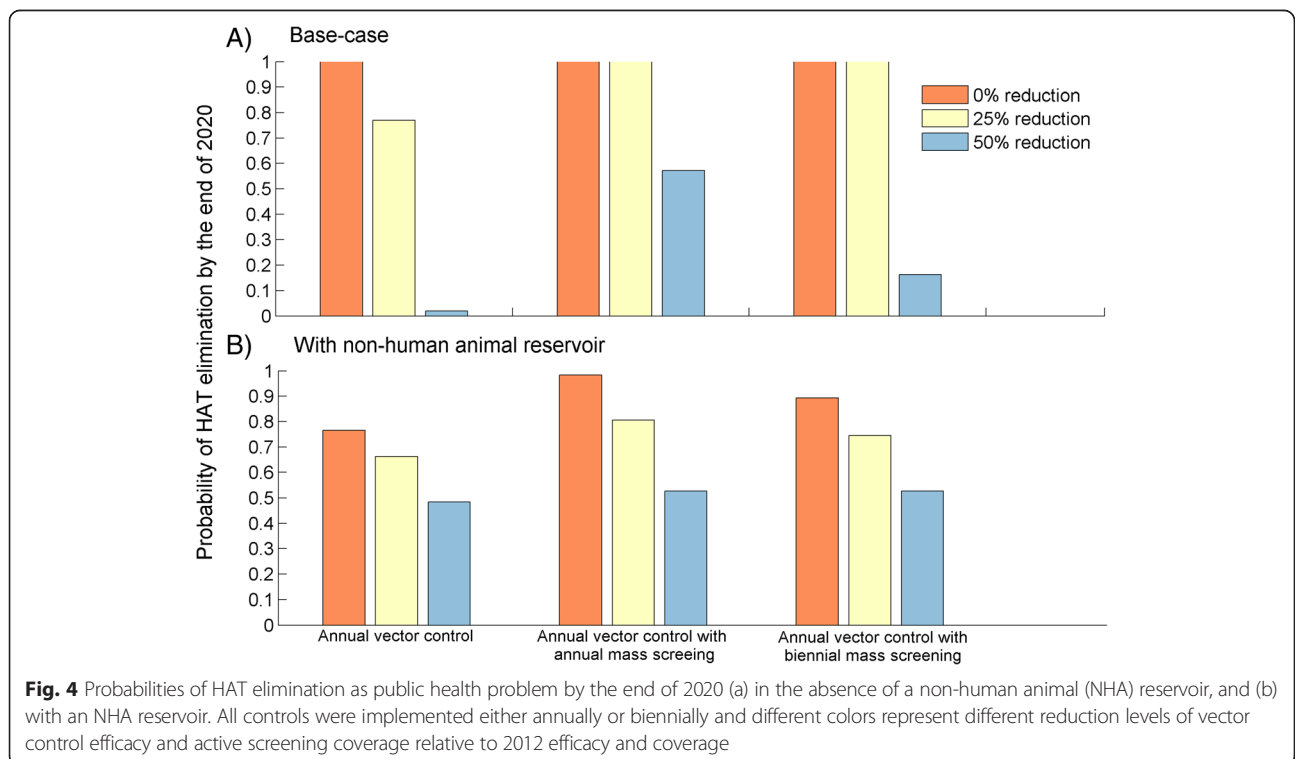 A) Base-case
Probability of HAT elimination by the end of 2020
1
0.9
0.8
0.7
0.6
0.5
0.4
0.3
0.2
0.1
0
0% reduction
25% reduction
50% reduction
B) With non-human animal reservoir
1
0.9
0.8
0.7
0.6
0.5
0.4
0.3
0.2
0.1
0
Annual vector control
Annual vector control with
annual mass screeing
Annual vector control with
biennial mass screening
Fig. 4 Probabilities of HAT elimination as public health problem by the end of 2020 (a) in the absence of a non-human animal (NHA) reservoir, and (b)
with an NHA reservoir. All controls were implemented either annually or biennially and different colors represent different reduction levels of vector
control efficacy and active screening coverage relative to 2012 efficacy and coverage